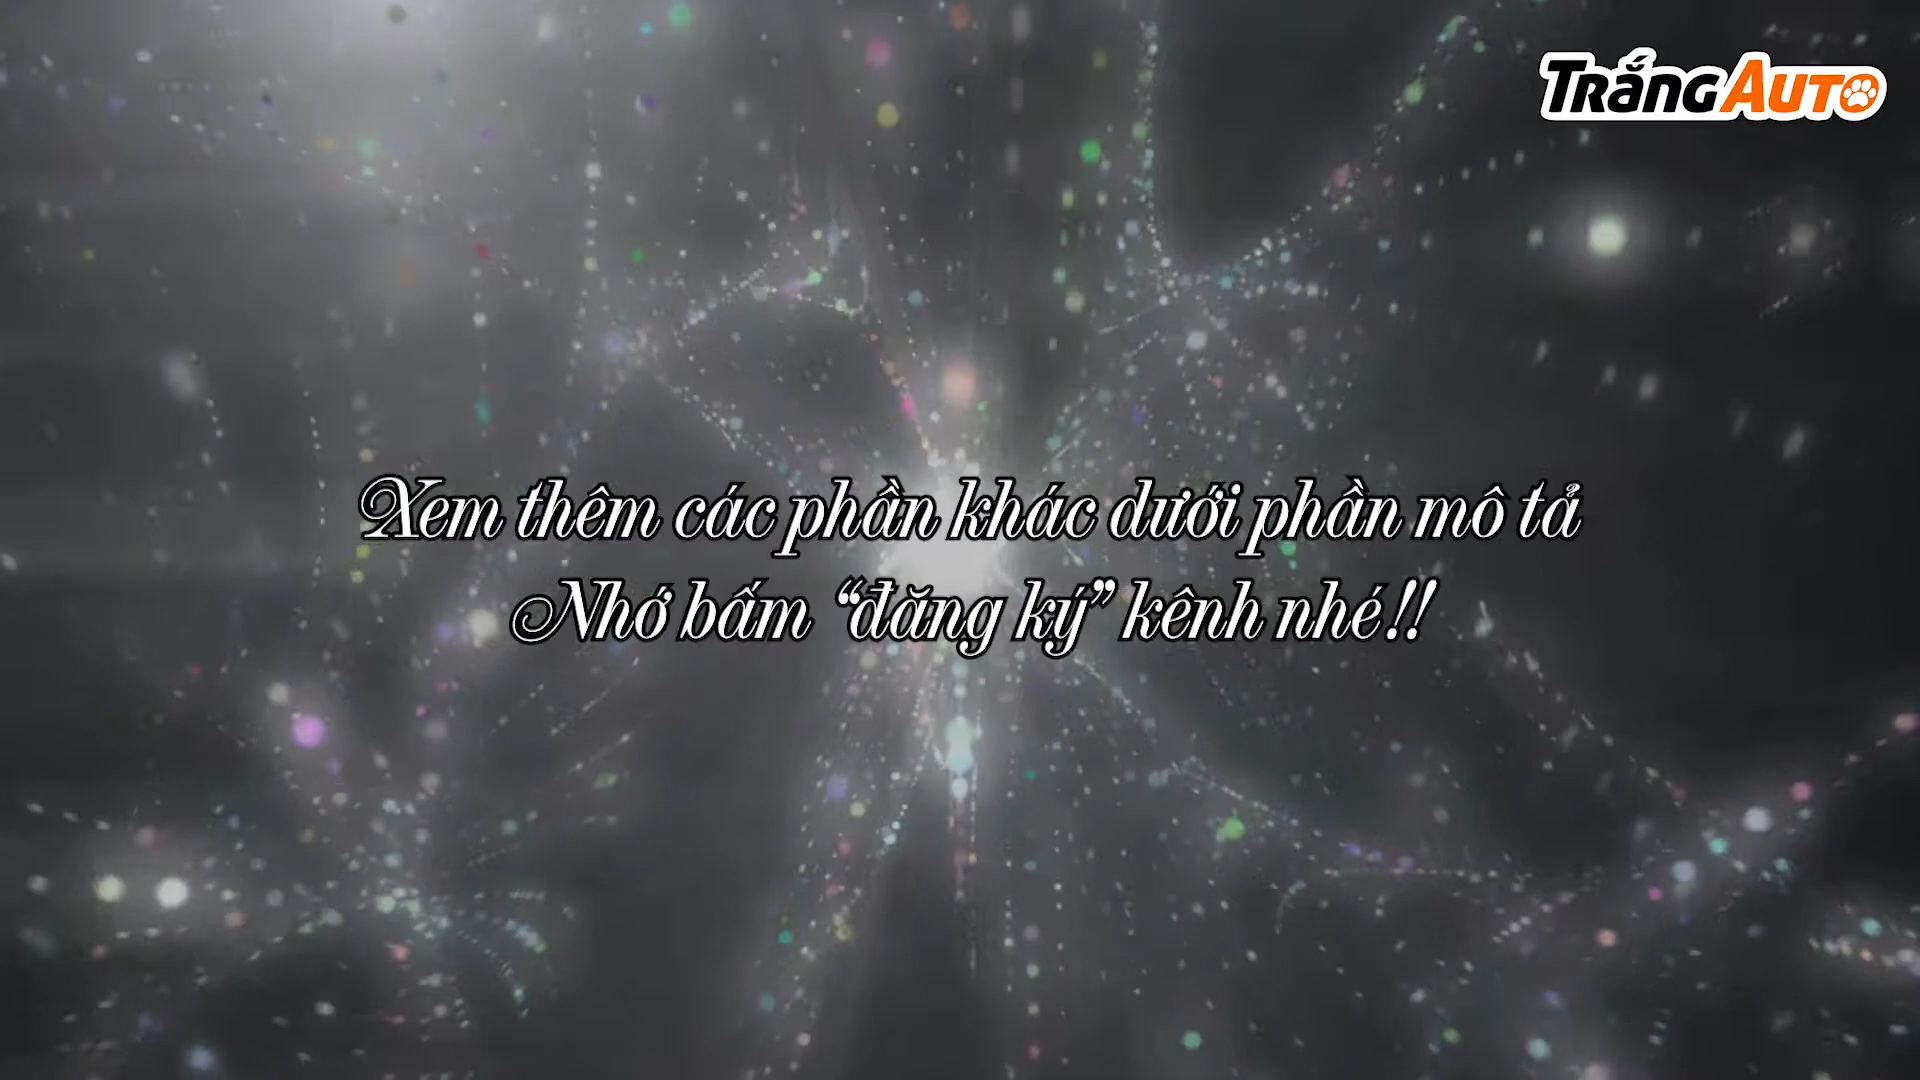 TrắngAuto
Xem thêm các phần khác dưới phần mô tả
Nhớ bấm “đăng ký” kênh nhé!!